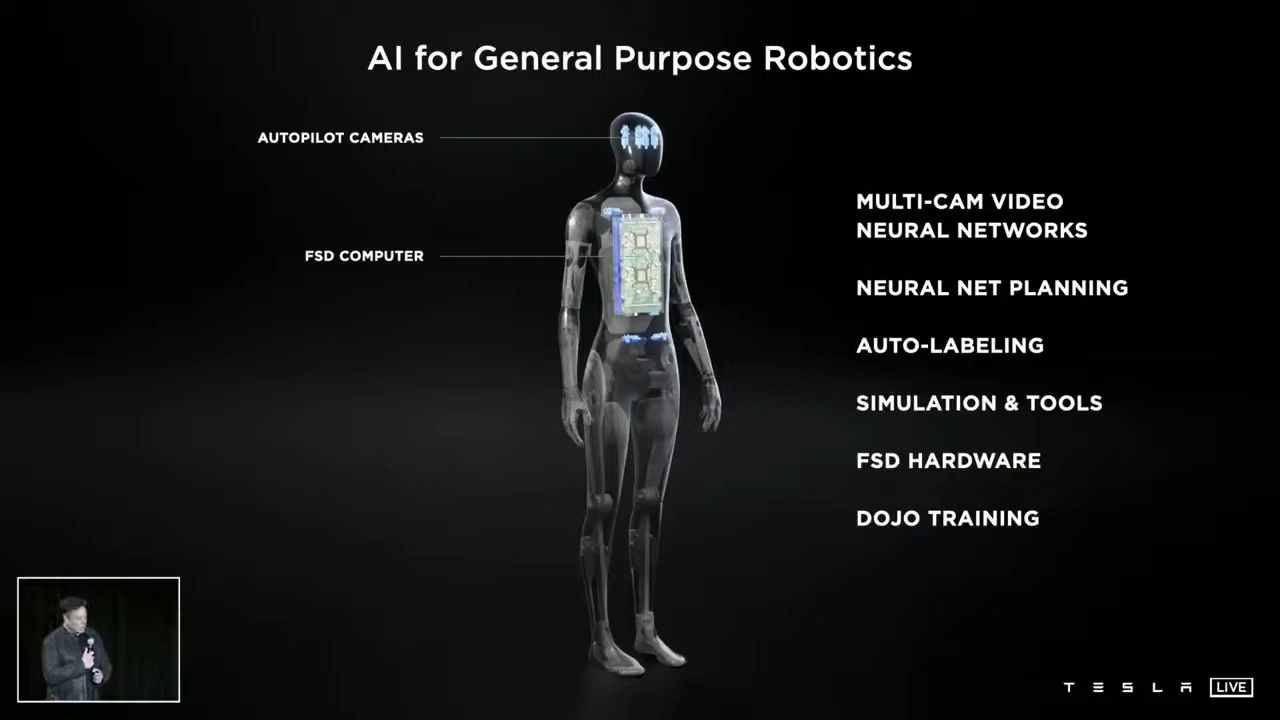 AI for General Purpose Robotics
AUTOPILOT CAMERAS
FSD COMPUTER
MULTI-CAM VIDEO
NEURAL NETWORKS
NEURAL NET PLANNING
AUTO-LABELING
SIMULATION & TOOLS
FSD HARDWARE
DOJO TRAINING
TESLA LIVE